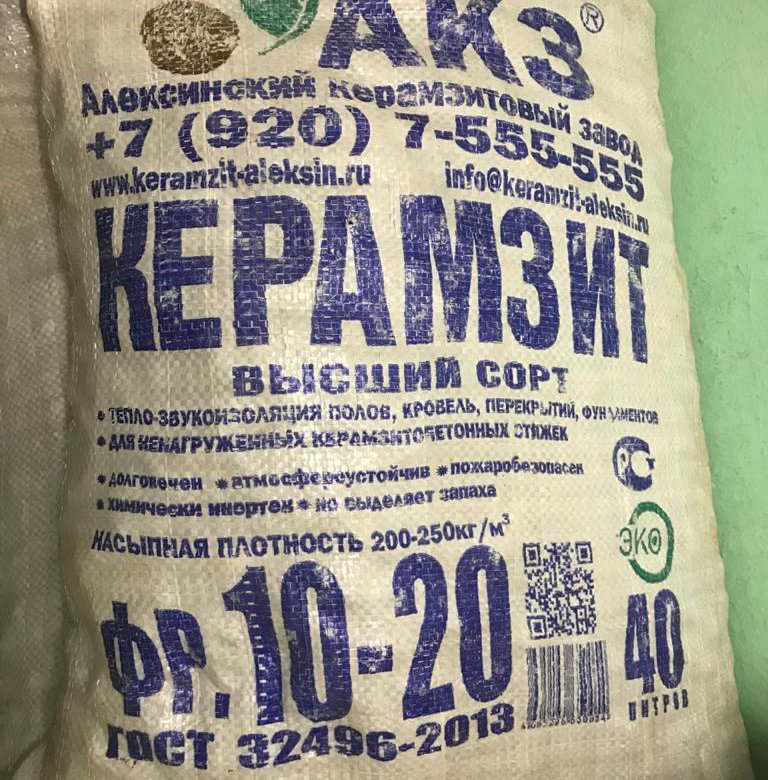 АКЗ®
Алексинский керамзитовый завод
+7 (920) 7-555-555
www.keramzit-aleksin.ru info@keramzit-aleksin.ru
КЕРАМЗИТ
ВЫСШИЙ СОРТ
• ТЕПЛО-ЗВУКОИЗОЛЯЦИЯ ПОЛОВ, КРОВЕЛЬ, ПЕРЕКРЫТИЙ, ФУНДАМЕНТОВ
• ДЛЯ НЕНАГРУЖЕННЫХ КЕРАМЗИТОБЕТОННЫХ СТЯЖЕК
* долговечен * атмосфероустойчив * пожаробезопасен
* химически инертен * не выделяет запаха
НАСЫПНАЯ ПЛОТНОСТЬ 200-250кг/м³
ЭКО
ФР. 10-20
40
ЛИТРОВ
ГОСТ 32496-2013